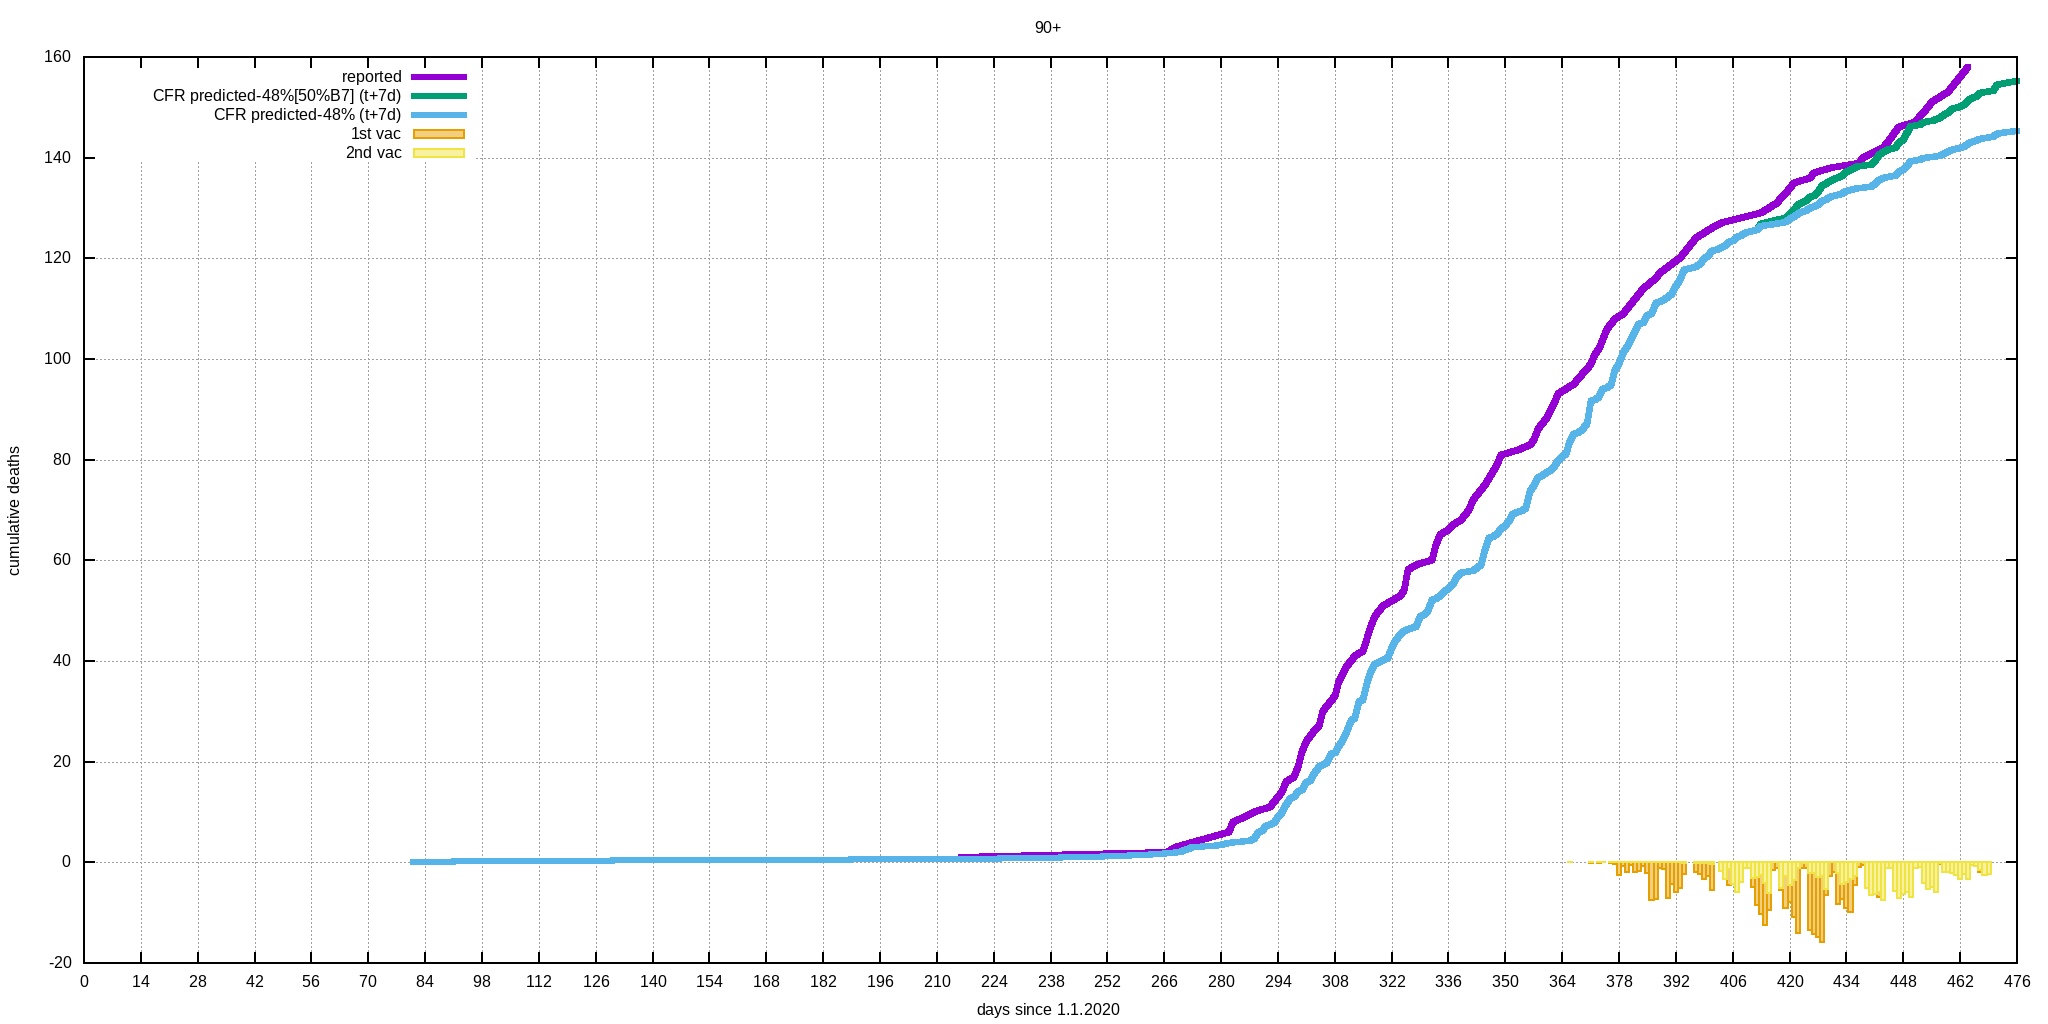 90+
160
140
120
100
80
60
40
20
0
-20
reported
CFR predicted-48%[50%B7] (t+7d)
CFR predicted-48% (t+7d)
1st vac
2nd vac
cumulative deaths
0 14 28 42 56 70 84 98 112 126 140 154 168 182 196 210 224 238 252 266 280 294 308 322 336 350 364 378 392 406 420 434 448 462 476
days since 1.1.2020